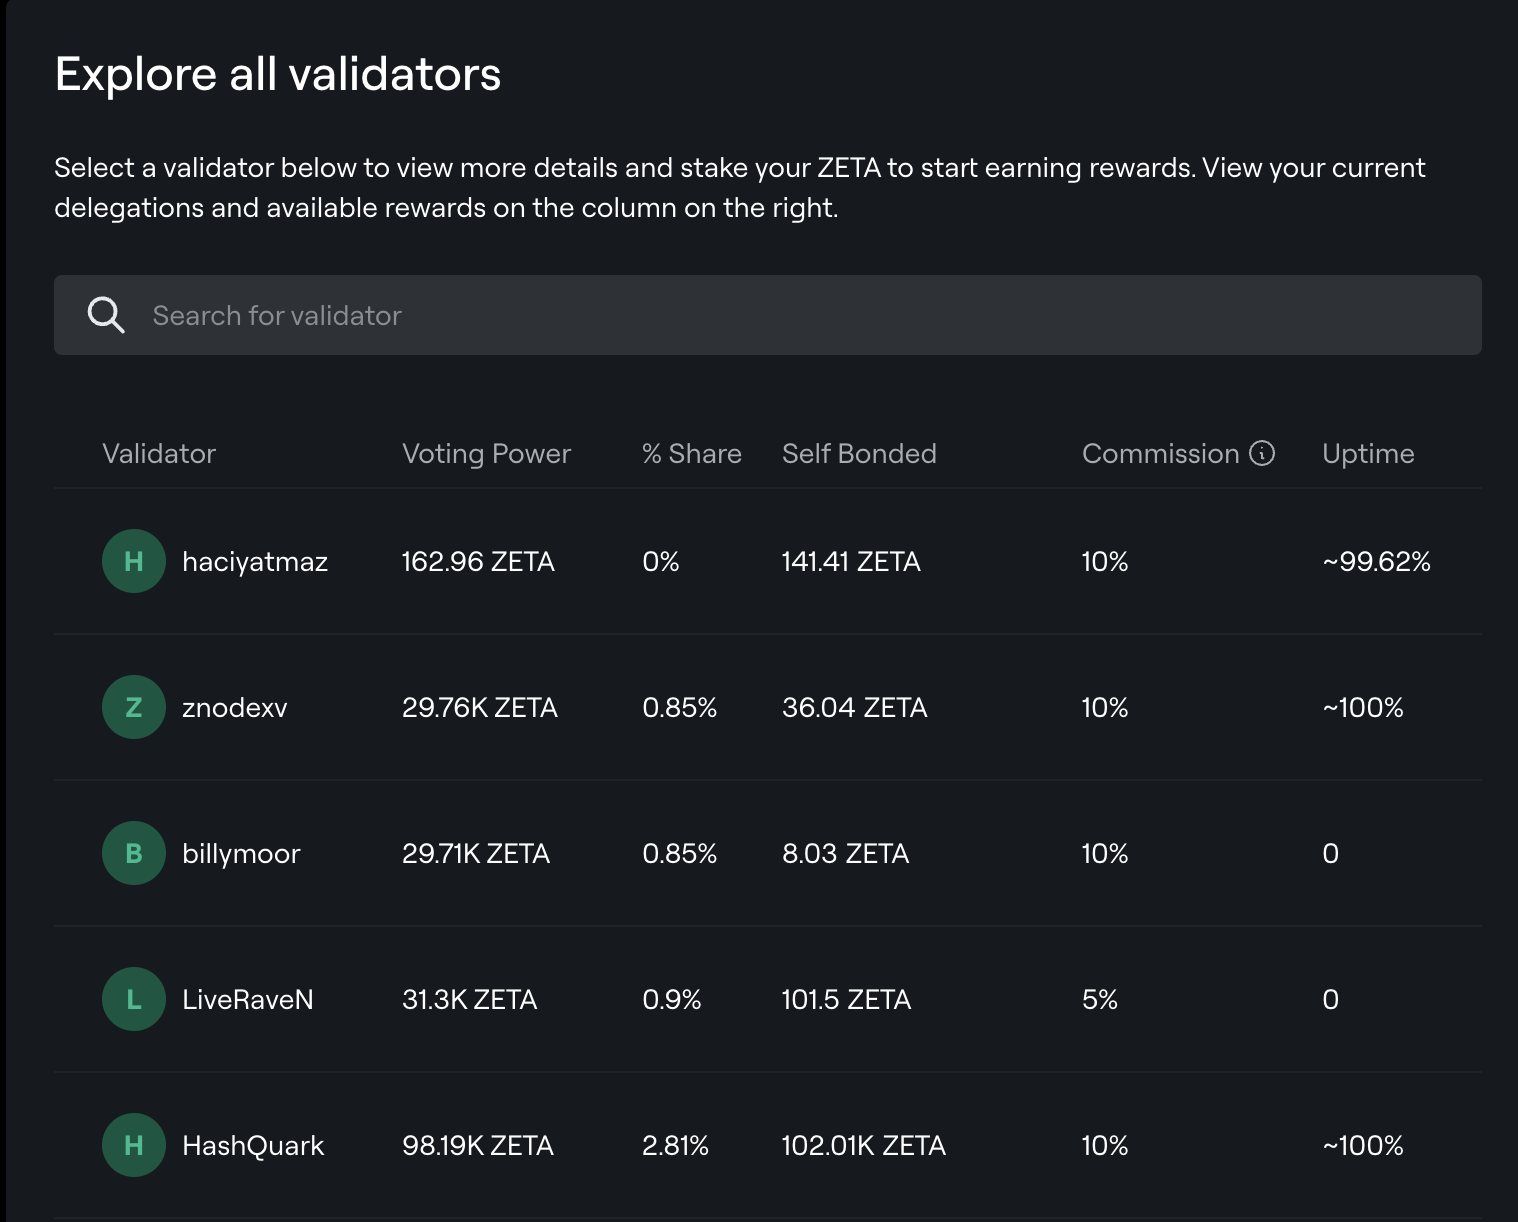 Explore all validators
Select a validator below to view more details and stake your ZETA to start earning rewards. View your current
delegations and available rewards on the column on the right.
Search for validator
Validator Voting Power % Share Self Bonded Commission Uptime
H haciyatmaz 162.96 ZETA 0% 141.41 ZETA 10% ~99.62%
Z znodexv 29.76K ZETA 0.85% 36.04 ZETA 10% ~100%
B billymoor 29.71K ZETA 0.85% 8.03 ZETA 10% 0
L LiveRaveN 31.3K ZETA 0.9% 101.5 ZETA 5% 0
H HashQuark 98.19K ZETA 2.81% 102.01K ZETA 10% ~100%